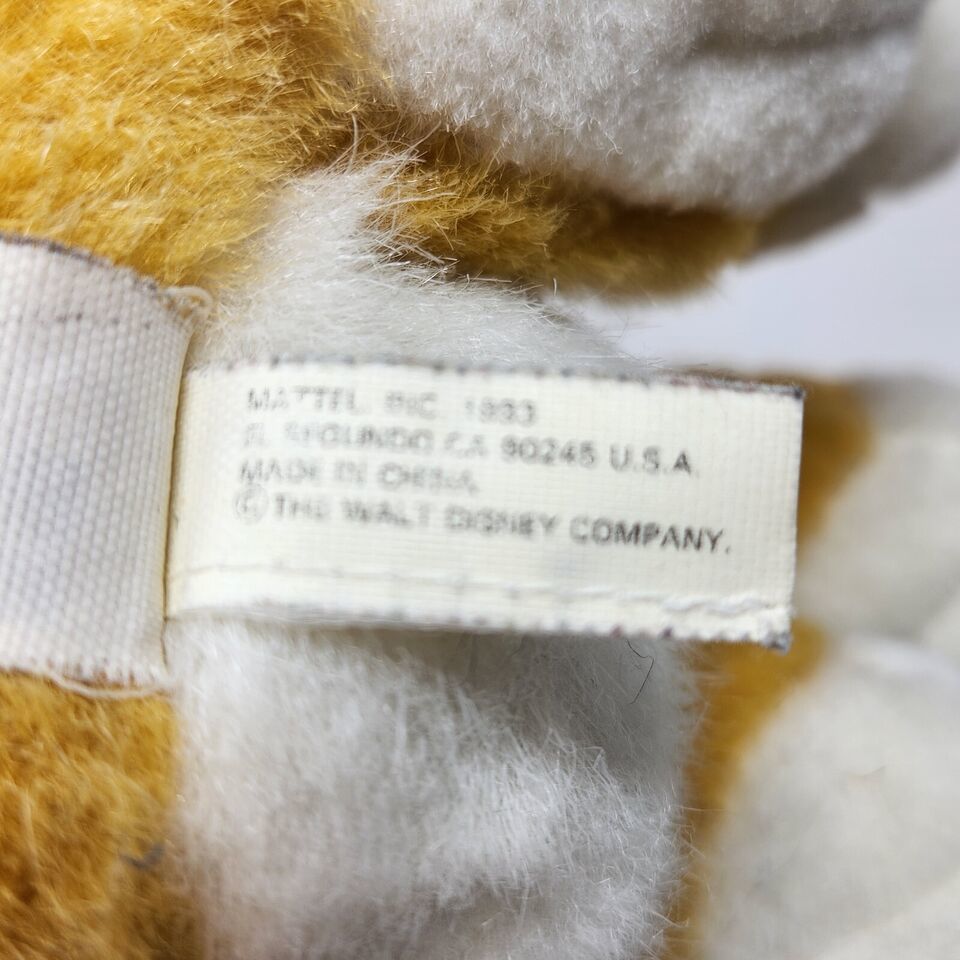 MATTEL, INC. 1993
EL SEGUNDO CA 90245 U.S.A.
MADE IN CHINA.
© THE WALT DISNEY COMPANY.